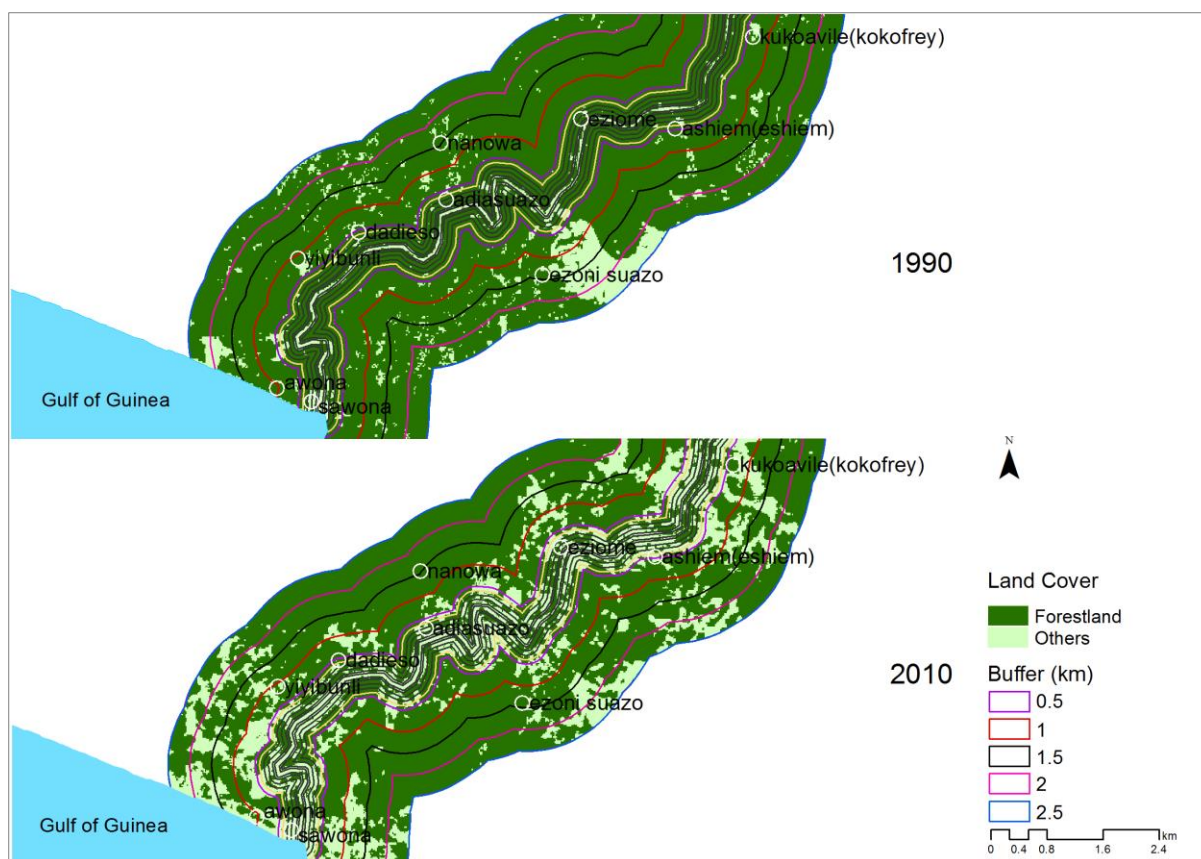 kukoavile(kokofrey)
eziome
ashiem(eshiem)
nanowa
adiasuazo
dadieso
yiyibunli
ezoni suazo
1990
awona
Gulf of Guinea
sawona
N
kukoavile(kokofrey)
eziome
ashiem(eshiem)
nanowa
Land Cover
Forestland
Others
adiasuazo
dadieso
2010
Buffer (km)
yiyibunli
0.5
ezoni suazo
1
1.5
2
2.5
awona
Gulf of Guinea
sawona
km
0 0.4 0.8 1.6 2.4